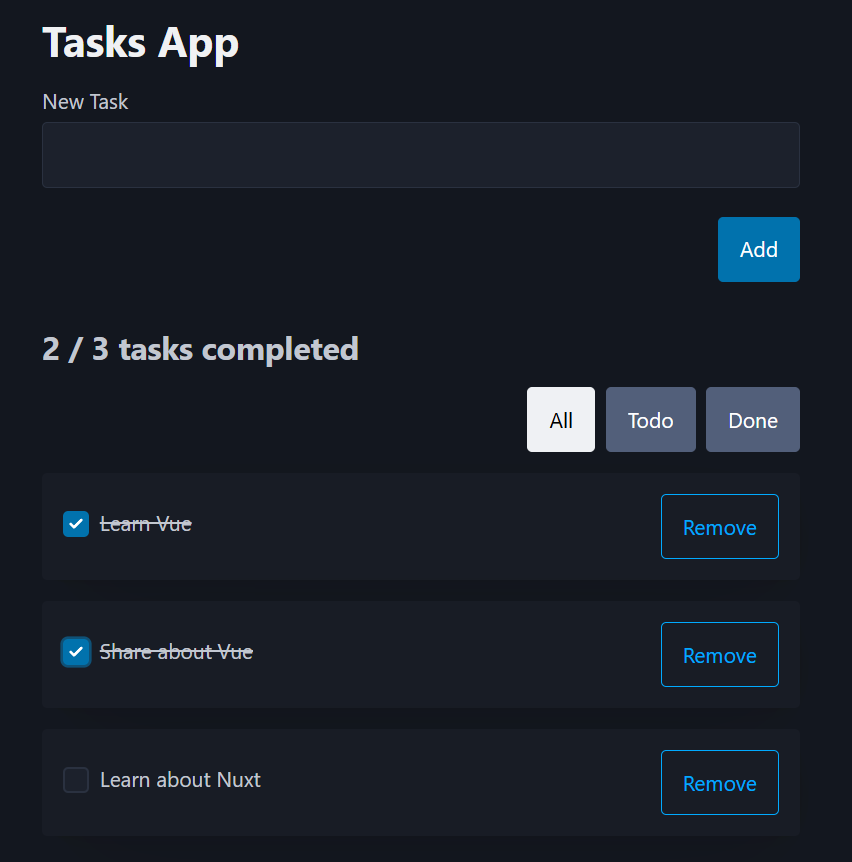 Tasks App
New Task
Add
2 / 3 tasks completed
All Todo Done
Learn Vue Remove
Share about Vue Remove
Learn about Nuxt Remove